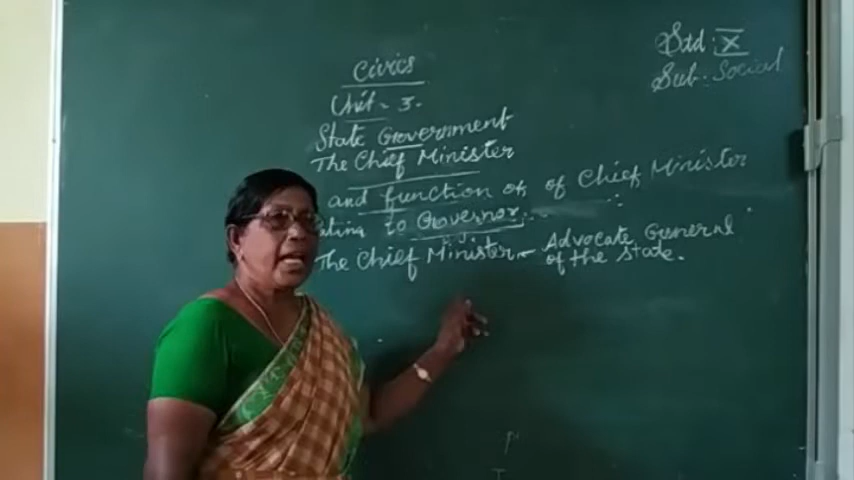 Std : X
Sub : Social
Civics
Unit - 3.
State Government
The Chief Minister
and function of, of Chief Minister
ating to Governor
The Chief Minister - Advocate General
of the state.